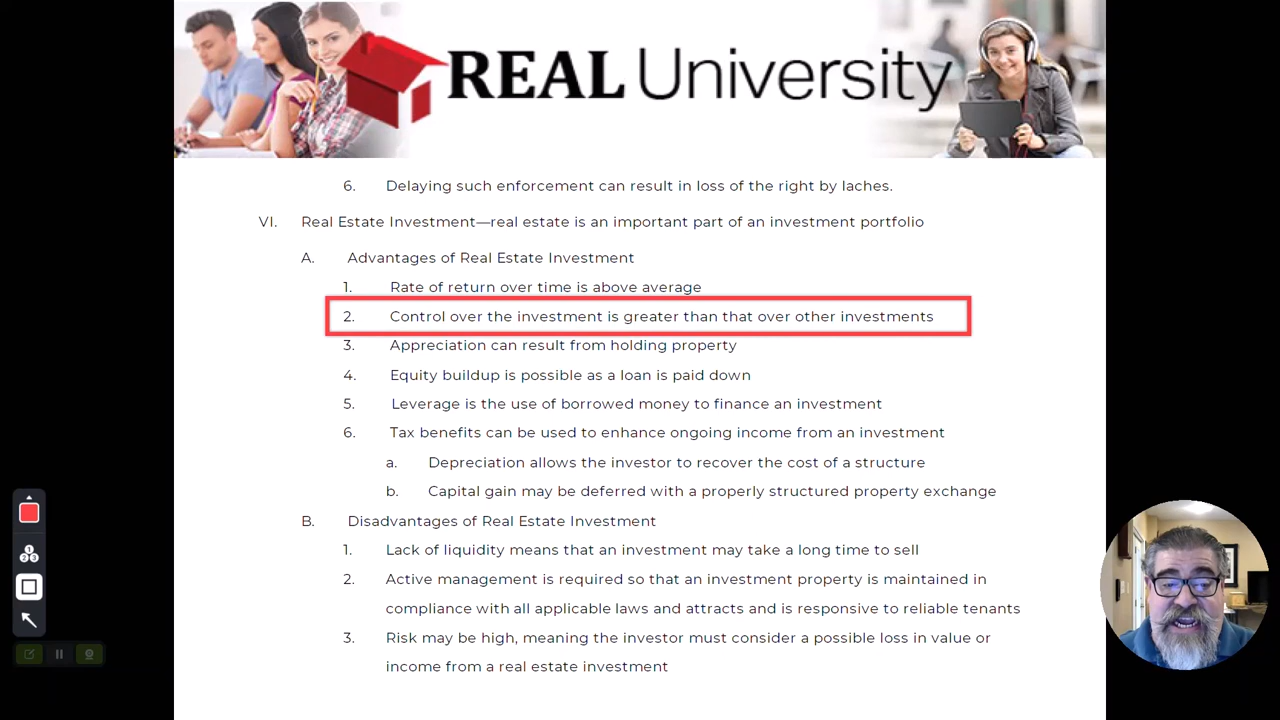 REAL University
6. Delaying such enforcement can result in loss of the right by laches.
VI. Real Estate Investment—real estate is an important part of an investment portfolio
A. Advantages of Real Estate Investment
1. Rate of return over time is above average
2. Control over the investment is greater than that over other investments
3. Appreciation can result from holding property
4. Equity buildup is possible as a loan is paid down
5. Leverage is the use of borrowed money to finance an investment
6. Tax benefits can be used to enhance ongoing income from an investment
a. Depreciation allows the investor to recover the cost of a structure
b. Capital gain may be deferred with a properly structured property exchange
B. Disadvantages of Real Estate Investment
1. Lack of liquidity means that an investment may take a long time to sell
2. Active management is required so that an investment property is maintained in
compliance with all applicable laws and attracts and is responsive to reliable tenants
3. Risk may be high, meaning the investor must consider a possible loss in value or
income from a real estate investment